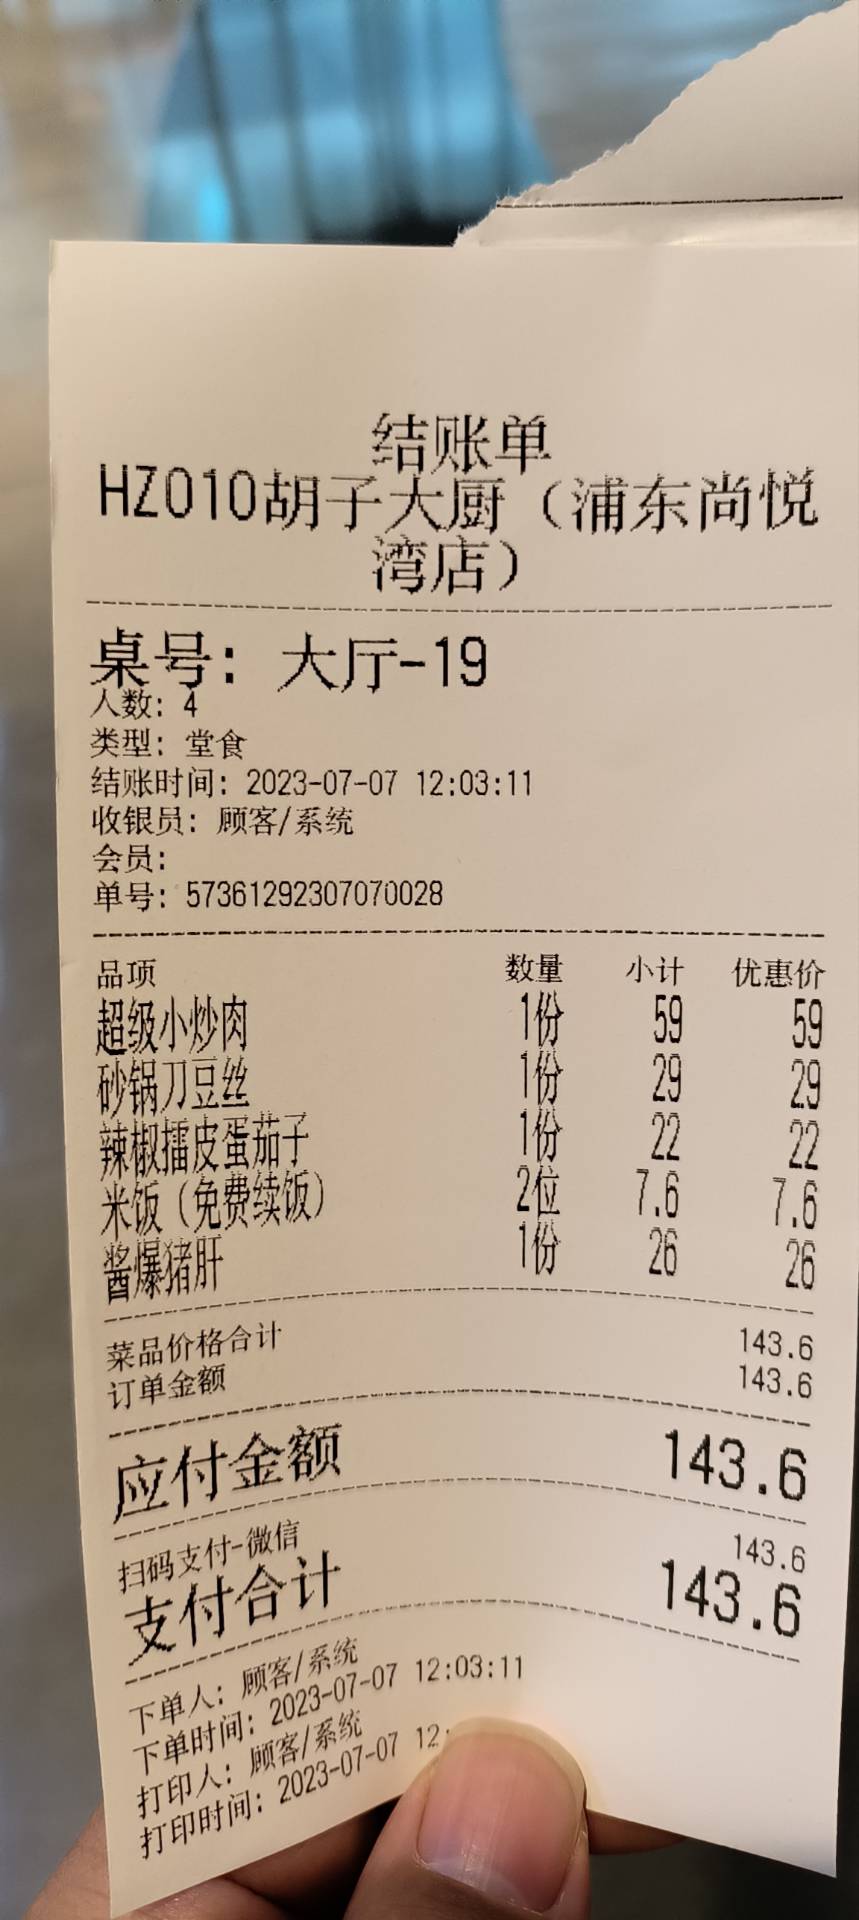 结账单
HZ010胡子大厨（浦东尚悦
湾店）
桌号: 大厅-19
人数: 4
类型: 堂食
结账时间: 2023-07-07 12:03:11
收银员: 顾客/系统
会员:
单号: 57361292307070028
品项 数量 小计 优惠价
超级小炒肉 1份 59 59
砂锅刀豆丝 1份 29 29
辣椒擂皮蛋茄子 1份 22 22
米饭（免费续饭） 2位 7.6 7.6
酱爆猪肝 1份 26 26
菜品价格合计 143.6
订单金额 143.6
应付金额 143.6
扫码支付-微信 143.6
支付合计 143.6
下单人: 顾客/系统
下单时间: 2023-07-07 12:03:11
打印人: 顾客/系统
打印时间: 2023-07-07 12: